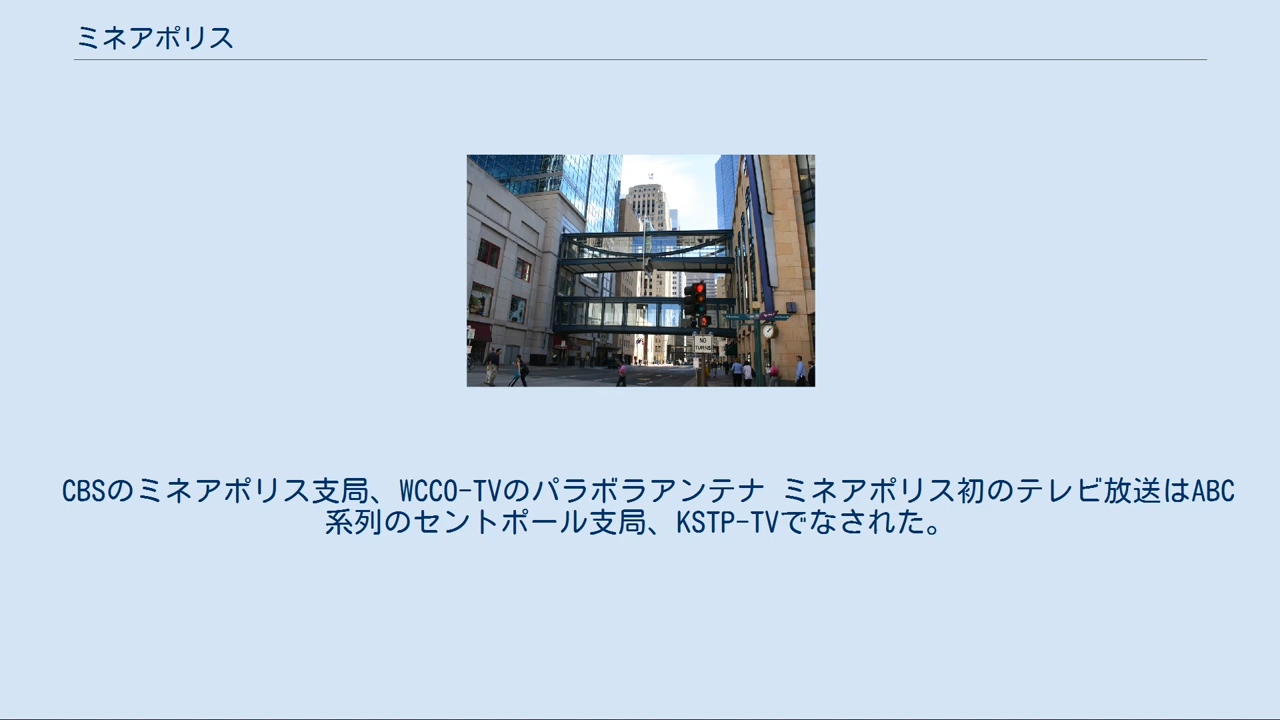 ミネアポリス
NO
TURNS
CBSのミネアポリス支局、WCCO-TVのパラボラアンテナ ミネアポリス初のテレビ放送はABC
系列のセントポール支局、KSTP-TVでなされた。